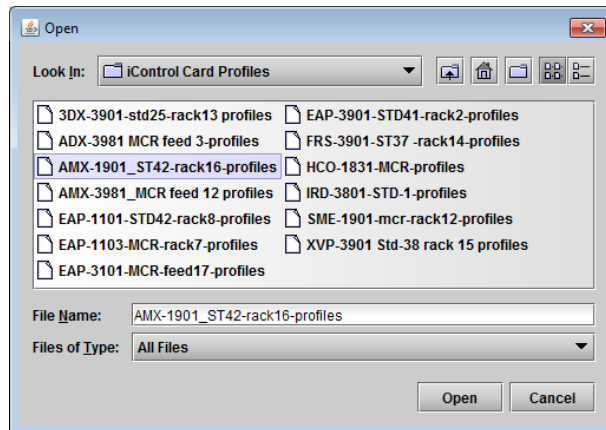 Open
Look In: iControl Card Profiles
3DX-3901-std25-rack13 profiles
ADX-3981 MCR feed 3-profiles
AMX-1901_ST42-rack16-profiles
AMX-3981_MCR feed 12 profiles
EAP-1101-STD42-rack8-profiles
EAP-1103-MCR-rack7-profiles
EAP-3101-MCR-feed17-profiles
EAP-3901-STD41-rack2-profiles
FRS-3901-ST37 -rack14-profiles
HCO-1831-MCR-profiles
IRD-3801-STD-1-profiles
SME-1901-mcr-rack12-profiles
XVP-3901 Std-38 rack 15 profiles
File Name: AMX-1901_ST42-rack16-profiles
Files of Type: All Files
Open Cancel